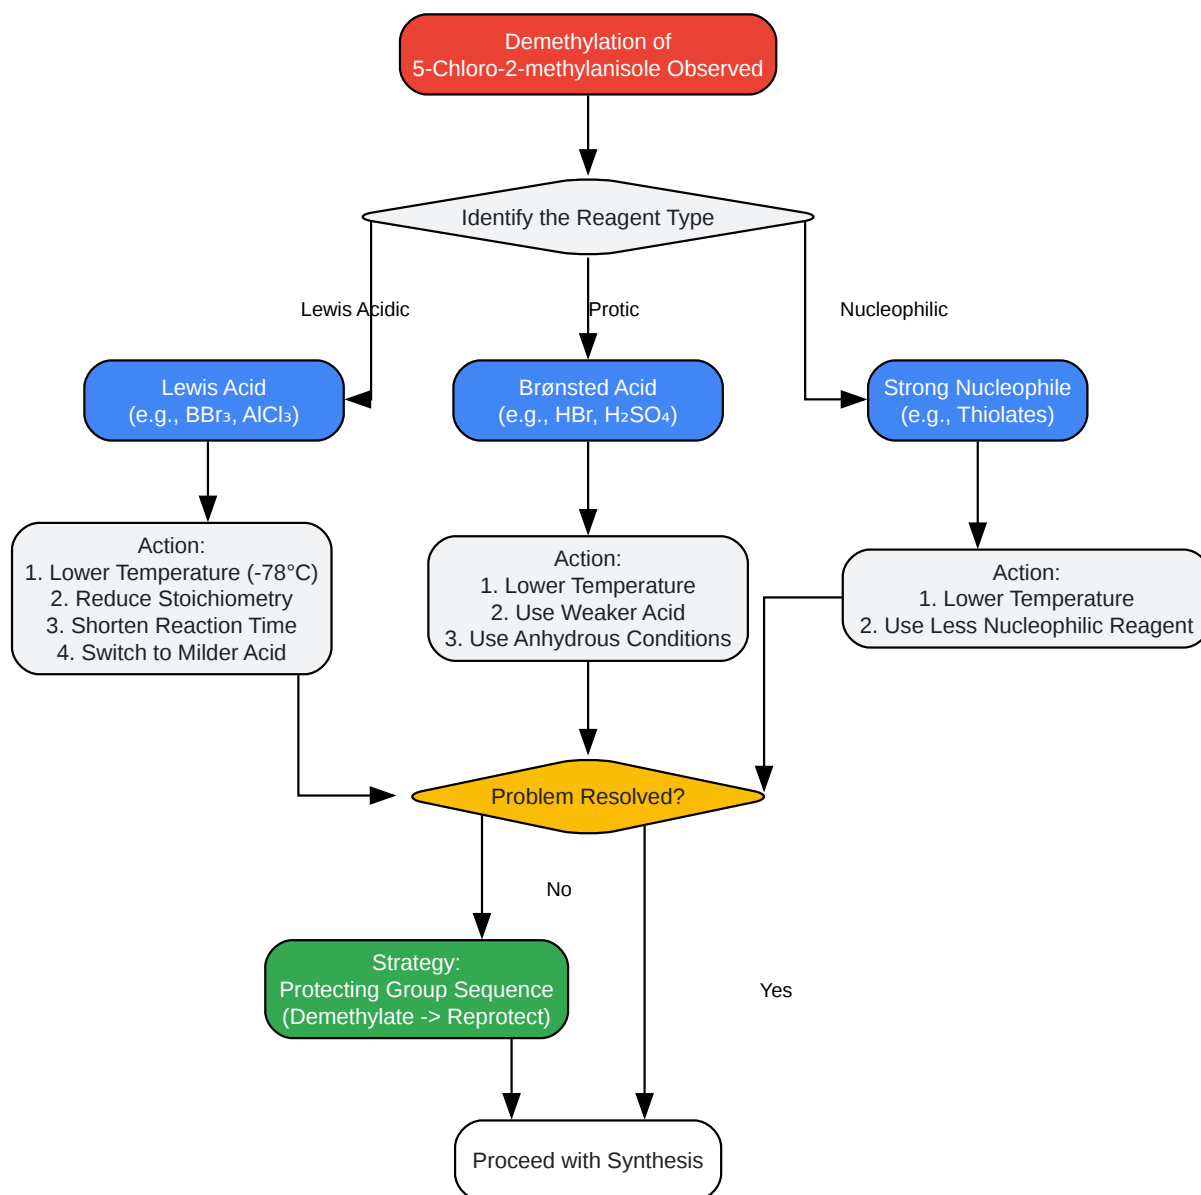 Demethylation of
5-Chloro-2-methylanisole Observed
Identify the Reagent Type
Lewis Acidic
Protic
Nucleophilic
Lewis Acid
(e.g., BBr₃, AlCl₃)
Brønsted Acid
(e.g., HBr, H₂SO₄)
Strong Nucleophile
(e.g., Thiolates)
Action:
1. Lower Temperature (-78°C)
2. Reduce Stoichiometry
3. Shorten Reaction Time
4. Switch to Milder Acid
Action:
1. Lower Temperature
2. Use Weaker Acid
3. Use Anhydrous Conditions
Action:
1. Lower Temperature
2. Use Less Nucleophilic Reagent
Problem Resolved?
No
Yes
Strategy:
Protecting Group Sequence
(Demethylate -> Reprotect)
Proceed with Synthesis